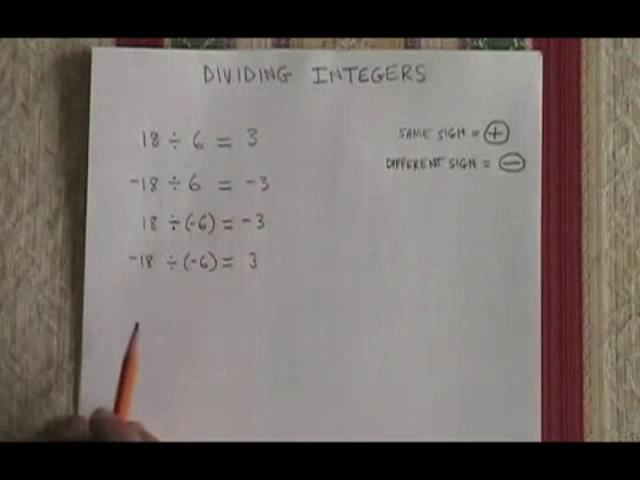 DIVIDING INTEGERS
18 ÷ 6 = 3
-18 ÷ 6 = -3
18 ÷ (-6) = -3
-18 ÷ (-6) = 3
SAME SIGN = +
DIFFERENT SIGN = −